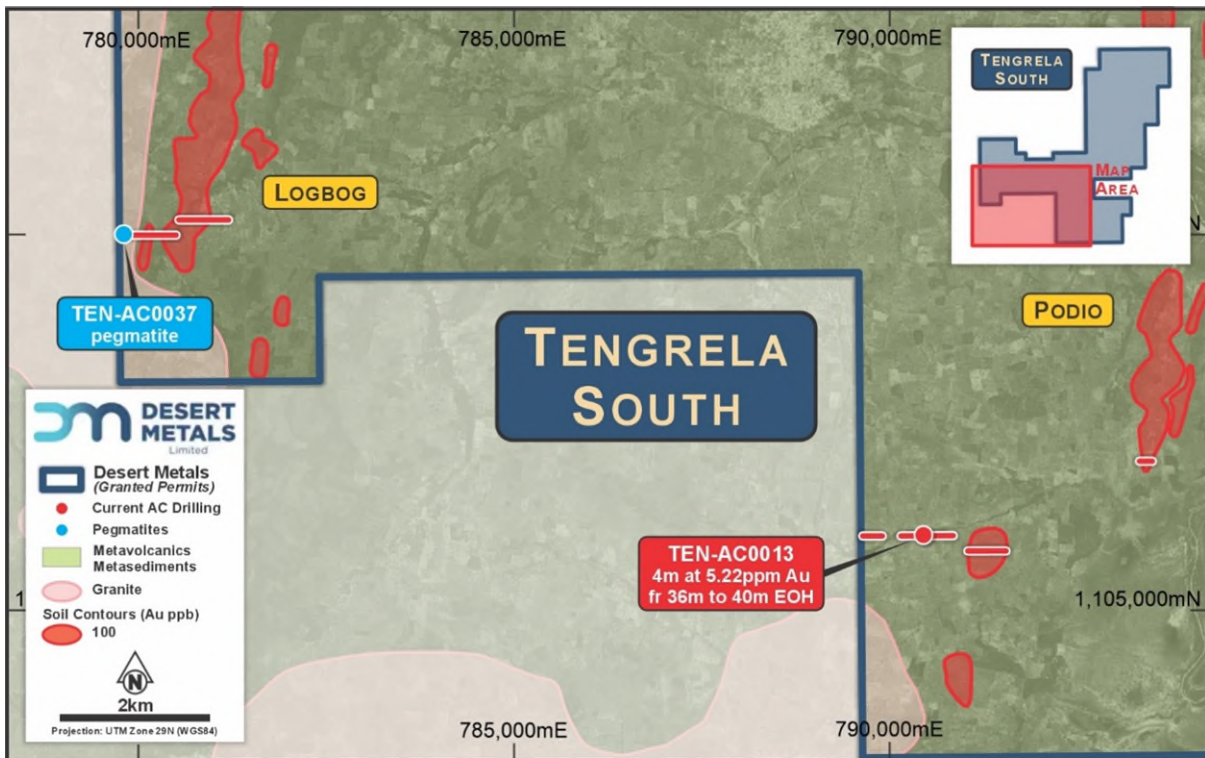 780,000mE
785,000mE
790,000mE
TENGRELA
SOUTH
MAP
AREA
LOGBOG
N
TEN-AC0037
pegmatite
PODIO
TENGRELA
SOUTH
DESERT
METALS
Limited
Desert Metals
(Granted Permits)
Current AC Drilling
Pegmatites
Metavolcanics
Metasediments
Granite
Soil Contours (Au ppb)
100
N
2km
Projection: UTM Zone 29N (WGS84)
TEN-AC0013
4m at 5.22ppm Au
fr 36m to 40m EOH
1
1,105,000mN
785,000mE
790,000mE